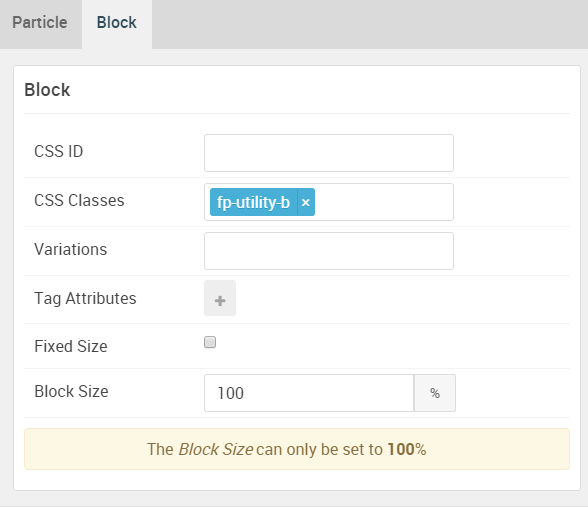 Particle Block
Block
CSS ID
CSS Classes fp-utility-b ×
Variations
Tag Attributes +
Fixed Size
Block Size 100 %
The Block Size can only be set to 100%